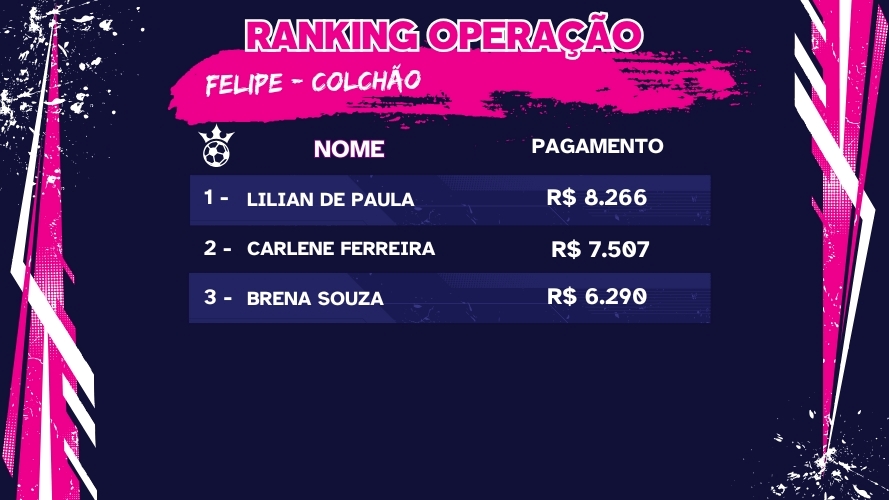 RANKING OPERAÇÃO
FELIPE - COLCHÃO
NOME PAGAMENTO
1 - LILIAN DE PAULA R$ 8.266
2 - CARLENE FERREIRA R$ 7.507
3 - BRENA SOUZA R$ 6.290